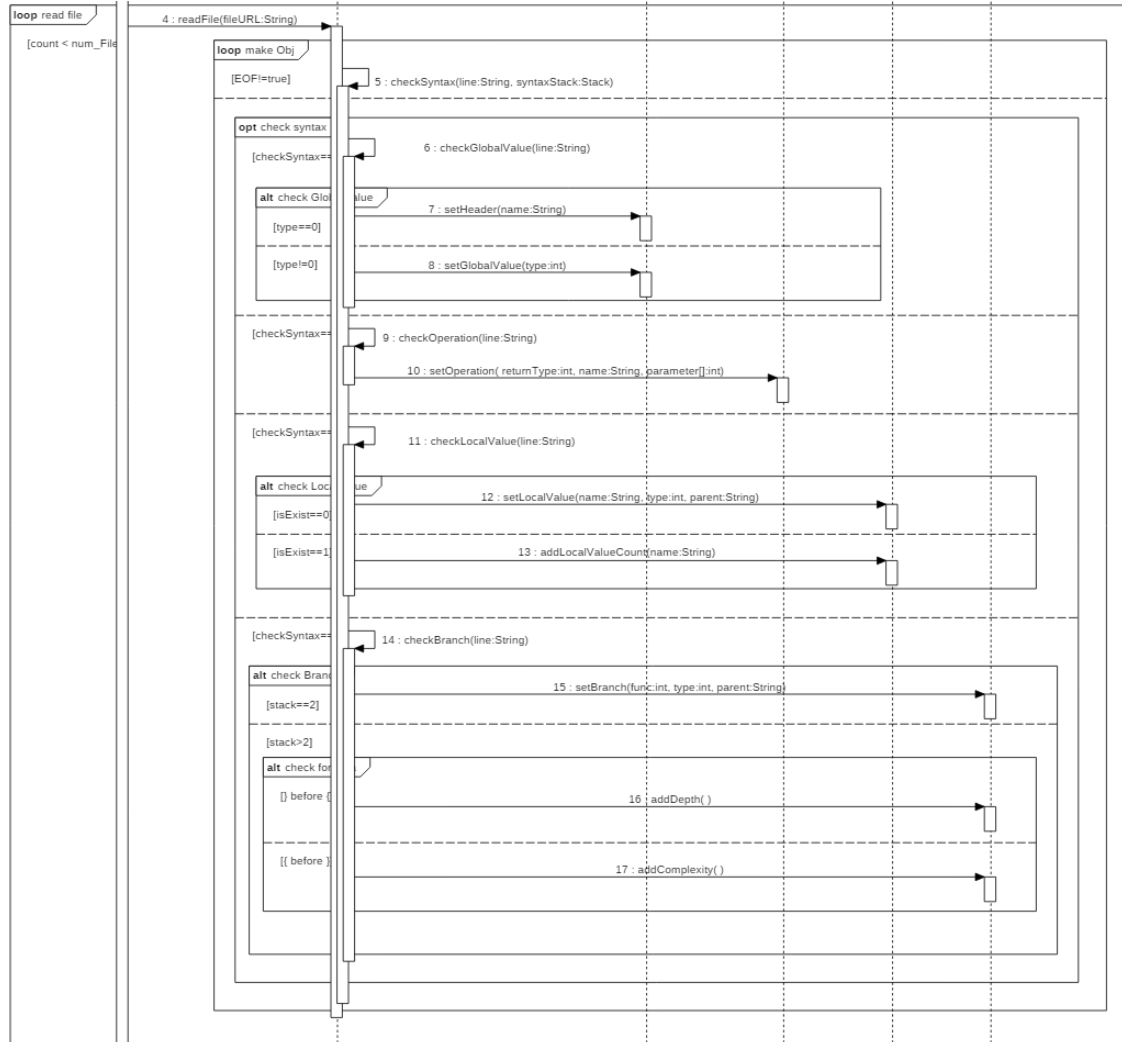 loop read file
4 : readFile(fileURL:String)
[count < num_File
loop make Obj
[EOF!=true]
5 : checkSyntax(line:String, syntaxStack:Stack)
opt check syntax
6 : checkGlobalValue(line:String)
[checkSyntax==
alt check Glo alue
7 : setHeader(name:String)
[type==0]
[type!=0]
8 : setGlobalValue(type:int)
[checkSyntax==
9 : checkOperation(line:String)
10 : setOperation( returnType:int, name:String, parameter[]:int)
[checkSyntax==
11 : checkLocalValue(line:String)
alt check Loc ue
12 : setLocalValue(name:String, type:int, parent:String)
[isExist==0]
[isExist==1]
13 : addLocalValueCount(name:String)
[checkSyntax==
14 : checkBranch(line:String)
alt check Bran
15 : setBranch(func:int, type:int, parent:String)
[stack==2]
[stack>2]
alt check for
[} before {
16 : addDepth( )
[{ before }
17 : addComplexity( )